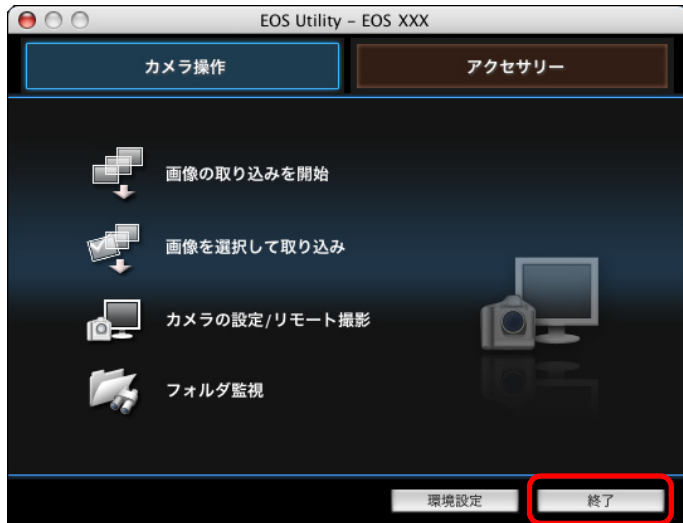 EOS Utility – EOS XXX
カメラ操作
アクセサリー
画像の取り込みを開始
画像を選択して取り込み
カメラの設定/リモート撮影
フォルダ監視
環境設定
終了